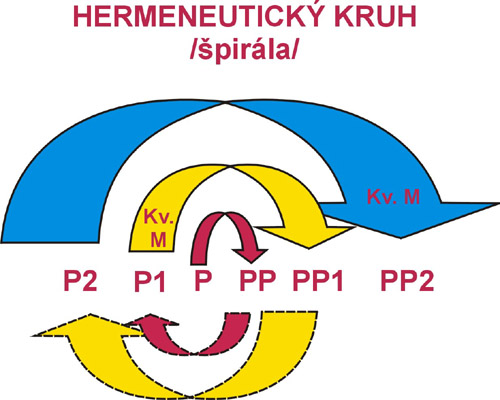 HERMENEUTICKÝ KRUH
/špirála/
Kv. M
Kv.
M
P2 P1 P PP PP1 PP2